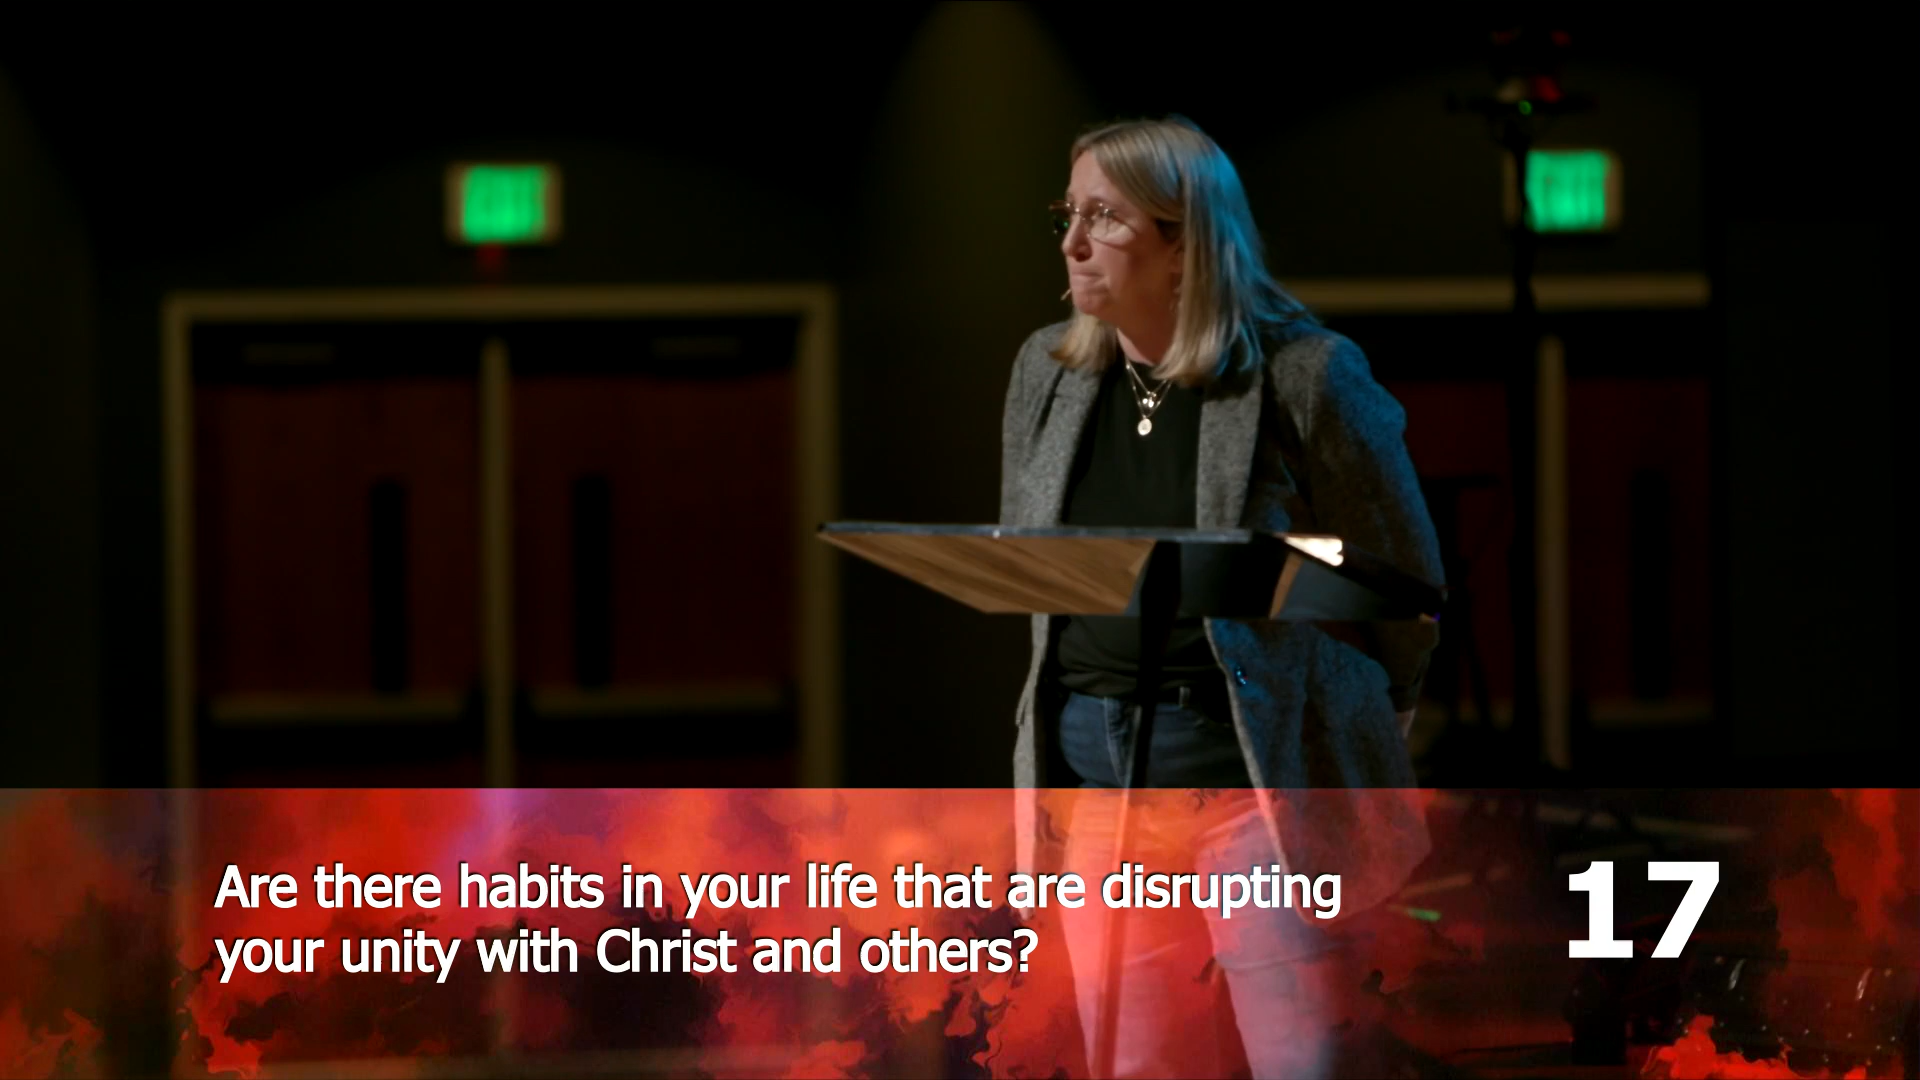 Are there habits in your life that are disrupting
your unity with Christ and others?
17